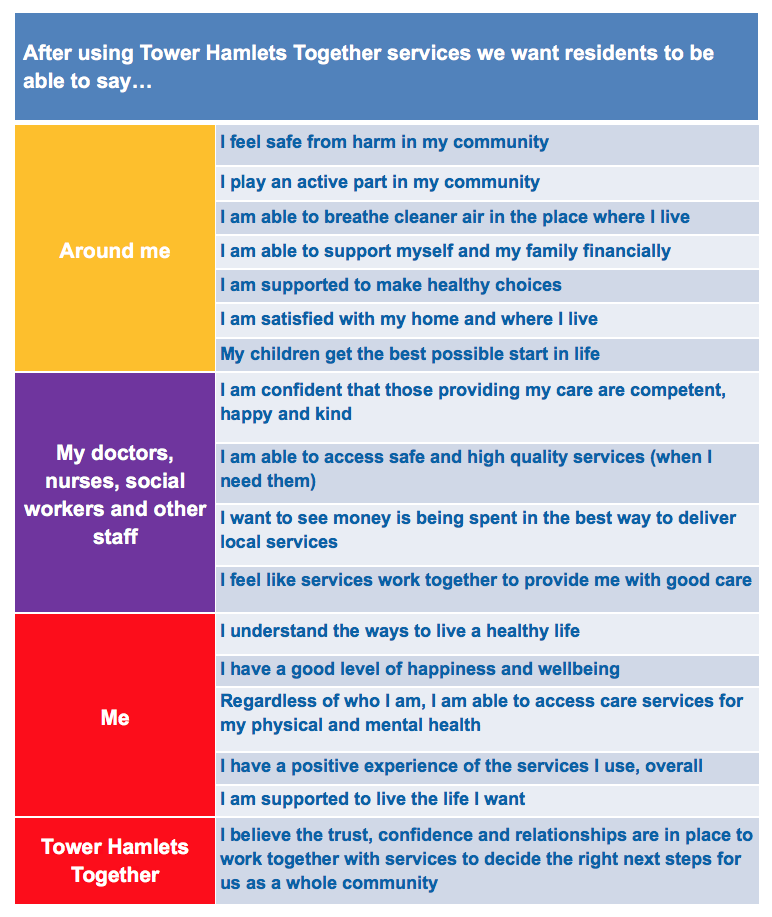 After using Tower Hamlets Together services we want residents to be
able to say…
Around me
I feel safe from harm in my community
I play an active part in my community
I am able to breathe cleaner air in the place where I live
I am able to support myself and my family financially
I am supported to make healthy choices
I am satisfied with my home and where I live
My children get the best possible start in life
My doctors,
nurses, social
workers and other
staff
I am confident that those providing my care are competent,
happy and kind
I am able to access safe and high quality services (when I
need them)
I want to see money is being spent in the best way to deliver
local services
I feel like services work together to provide me with good care
Me
I understand the ways to live a healthy life
I have a good level of happiness and wellbeing
Regardless of who I am, I am able to access care services for
my physical and mental health
I have a positive experience of the services I use, overall
I am supported to live the life I want
Tower Hamlets
Together
I believe the trust, confidence and relationships are in place to
work together with services to decide the right next steps for
us as a whole community